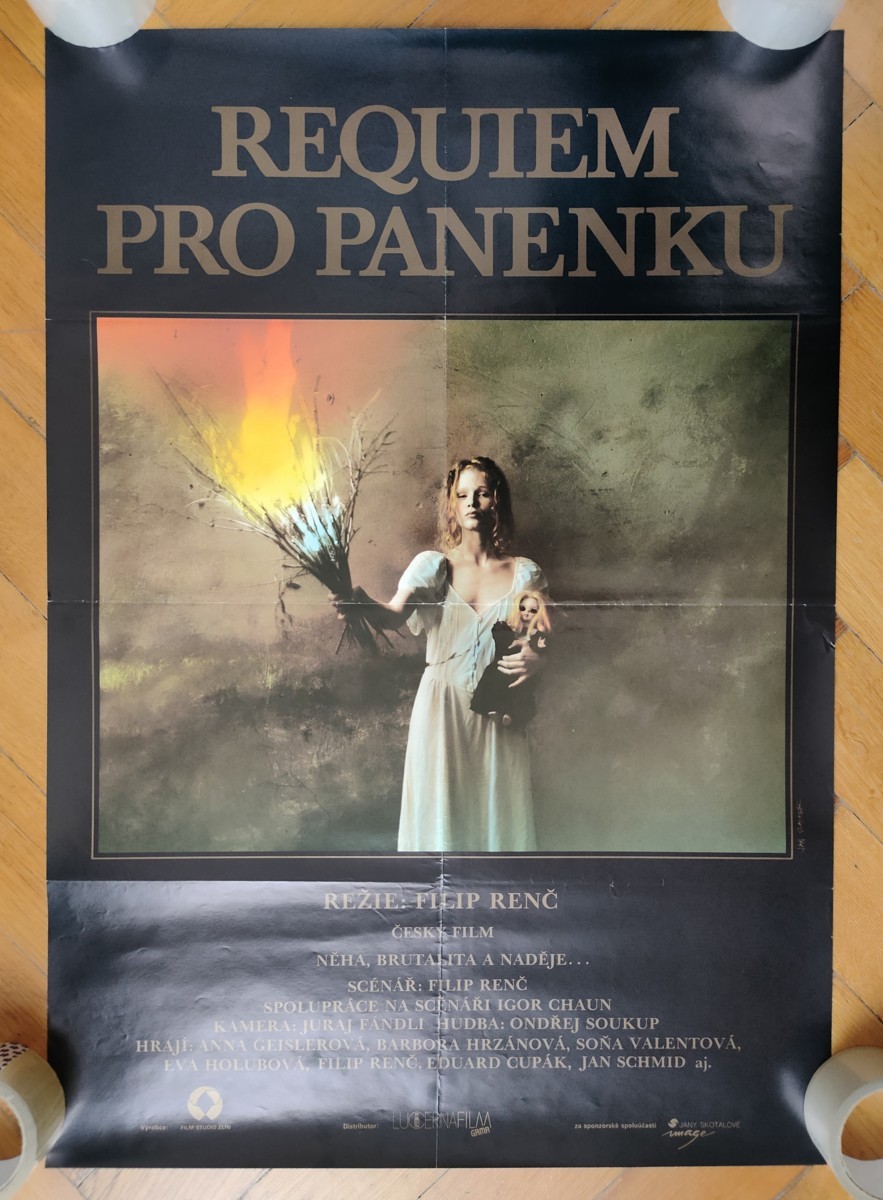 REQUIEM
PRO PANENKU
REŽIE: FILIP RENČ
ČESKÝ FILM
NĚHA, BRUTALITA A NADĚJE...
SCÉNÁŘ: FILIP RENČ
SPOLUPRÁCE NA SCÉNÁŘI IGOR CHAUN
KAMERA: JURAJ FANDLI HUDBA: ONDŘEJ SOUKUP
HRAJÍ: ANNA GEISLEROVÁ, BARBORA HRZÁNOVÁ, SOŇA VALENTOVÁ,
EVA HOLUBOVÁ, FILIP RENČ, EDUARD CUPÁK, JAN SCHMID aj.
Výrobce: FILM STUDIO ZLÍN
Distributor: LUCERNAFILM
GAMA
za sponzorské spoluúčasti JANY SKOTALOVÉ
image